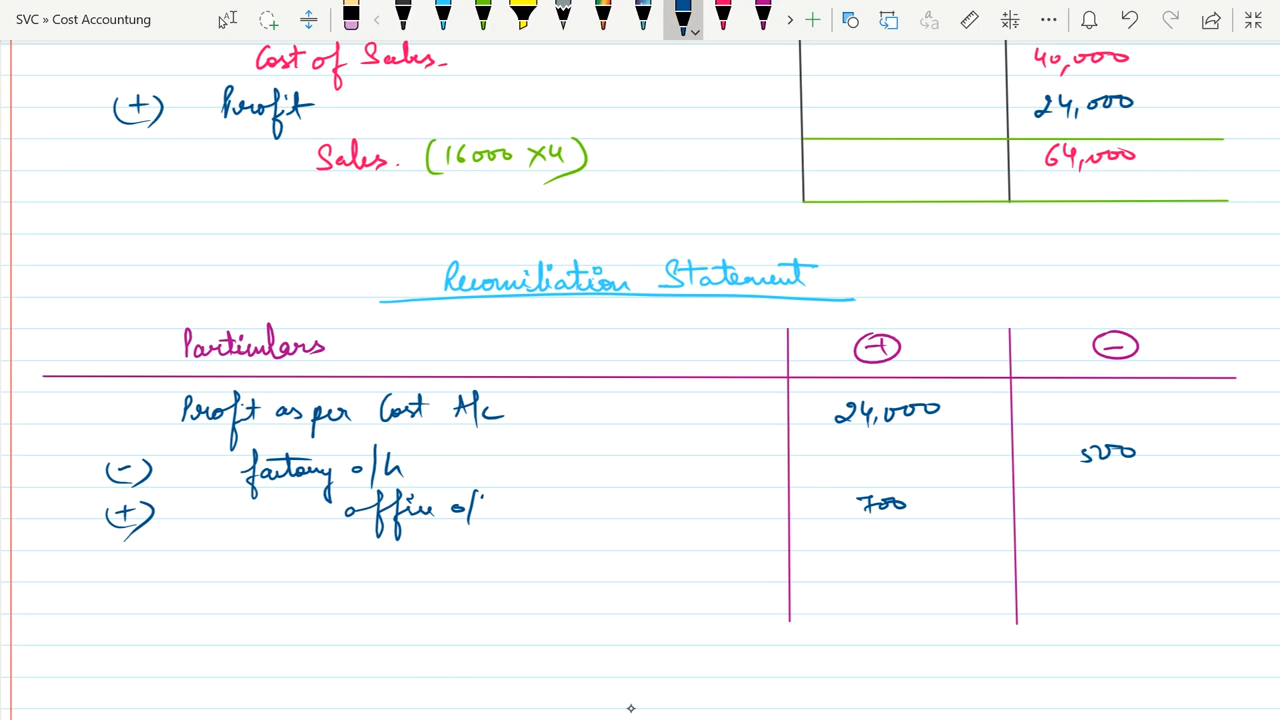 SVC » Cost Accountung
Cost of Sales. 40,000
(+) Profit 24,000
Sales. (16000 x4) 64,000
Reconciliation Statement
Particulars + -
Profit as per Cost A/c 24,000
(-) factory o/h 500
(+) office o/ 700